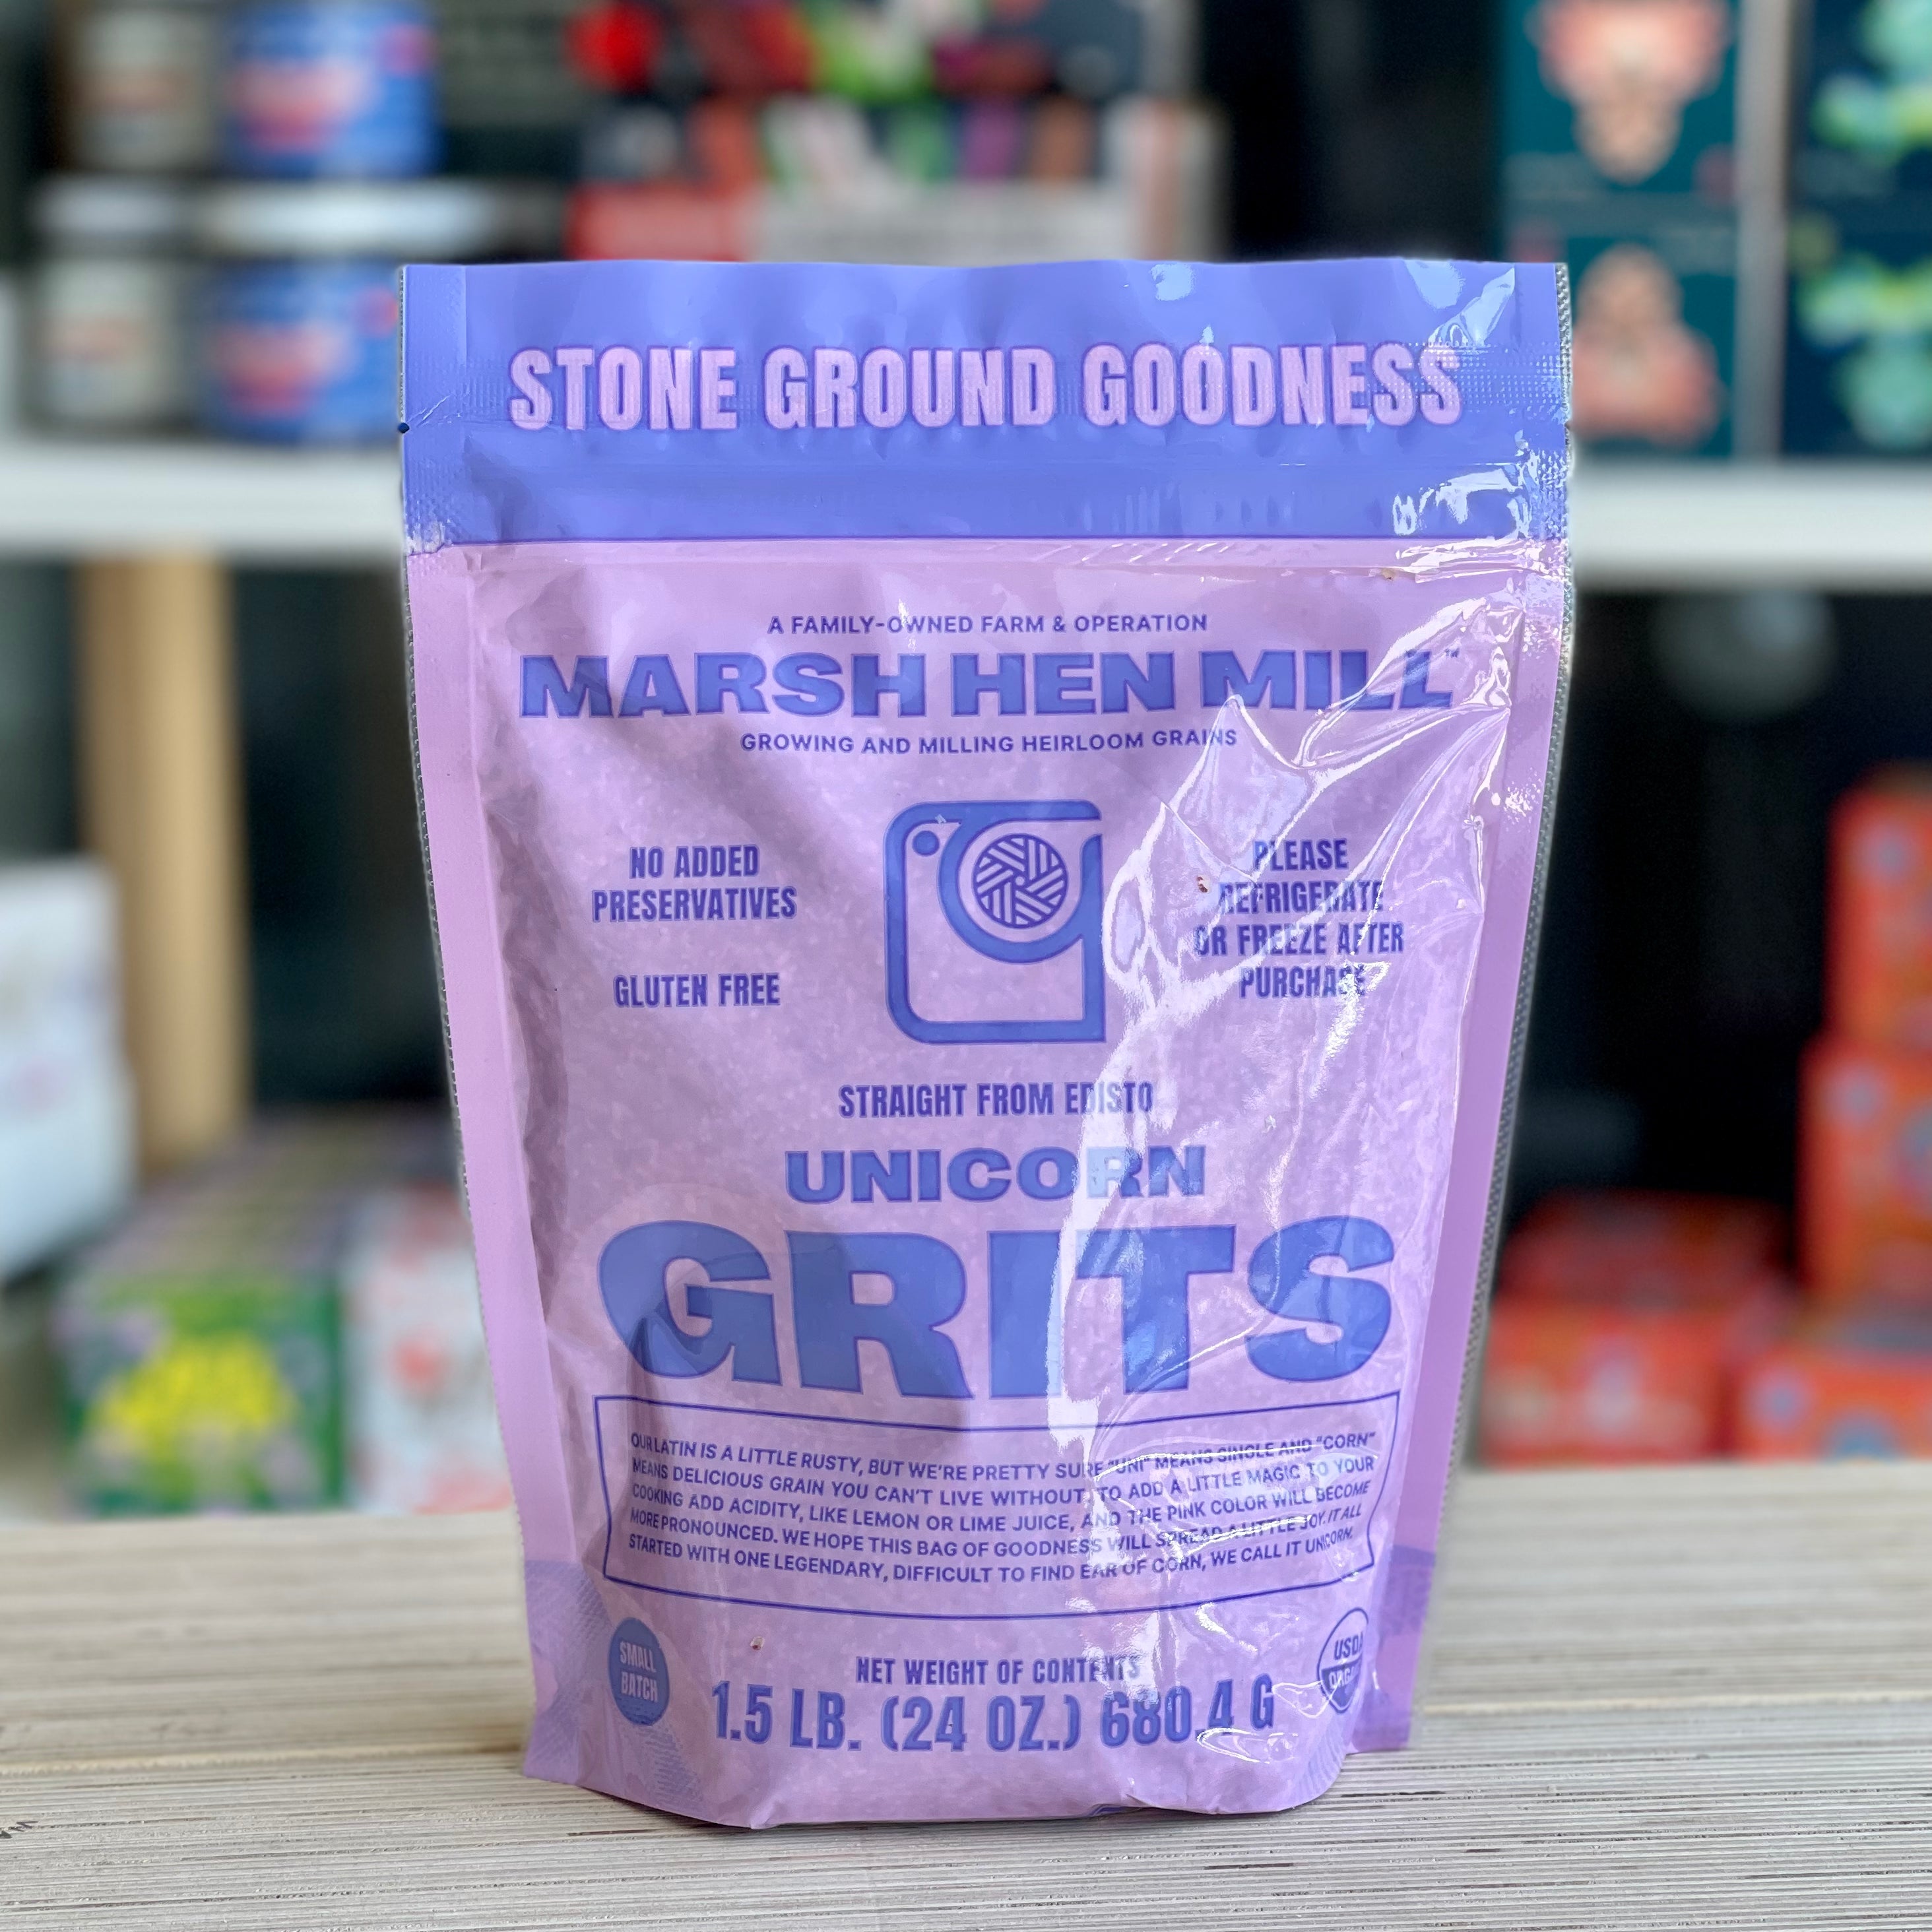 STONE GROUND GOODNESS
A FAMILY-OWNED FARM & OPERATION
MARSH HEN MILL™
GROWING AND MILLING HEIRLOOM GRAINS
NO ADDED
PRESERVATIVES
GLUTEN FREE
PLEASE
REFRIGERATE
OR FREEZE AFTER
PURCHASE
STRAIGHT FROM EDISTO
UNICORN
GRITS
OUR LATIN IS A LITTLE RUSTY, BUT WE'RE PRETTY SURE "UNI" MEANS SINGLE AND "CORN"
MEANS DELICIOUS GRAIN YOU CAN'T LIVE WITHOUT. TO ADD A LITTLE MAGIC TO YOUR
COOKING ADD ACIDITY, LIKE LEMON OR LIME JUICE, AND THE PINK COLOR WILL BECOME
MORE PRONOUNCED. WE HOPE THIS BAG OF GOODNESS WILL SPREAD A LITTLE JOY. IT ALL
STARTED WITH ONE LEGENDARY, DIFFICULT TO FIND EAR OF CORN, WE CALL IT UNICORN.
SMALL
BATCH
NET WEIGHT OF CONTENTS
1.5 LB. (24 OZ.) 680.4 G
USDA
ORGANIC